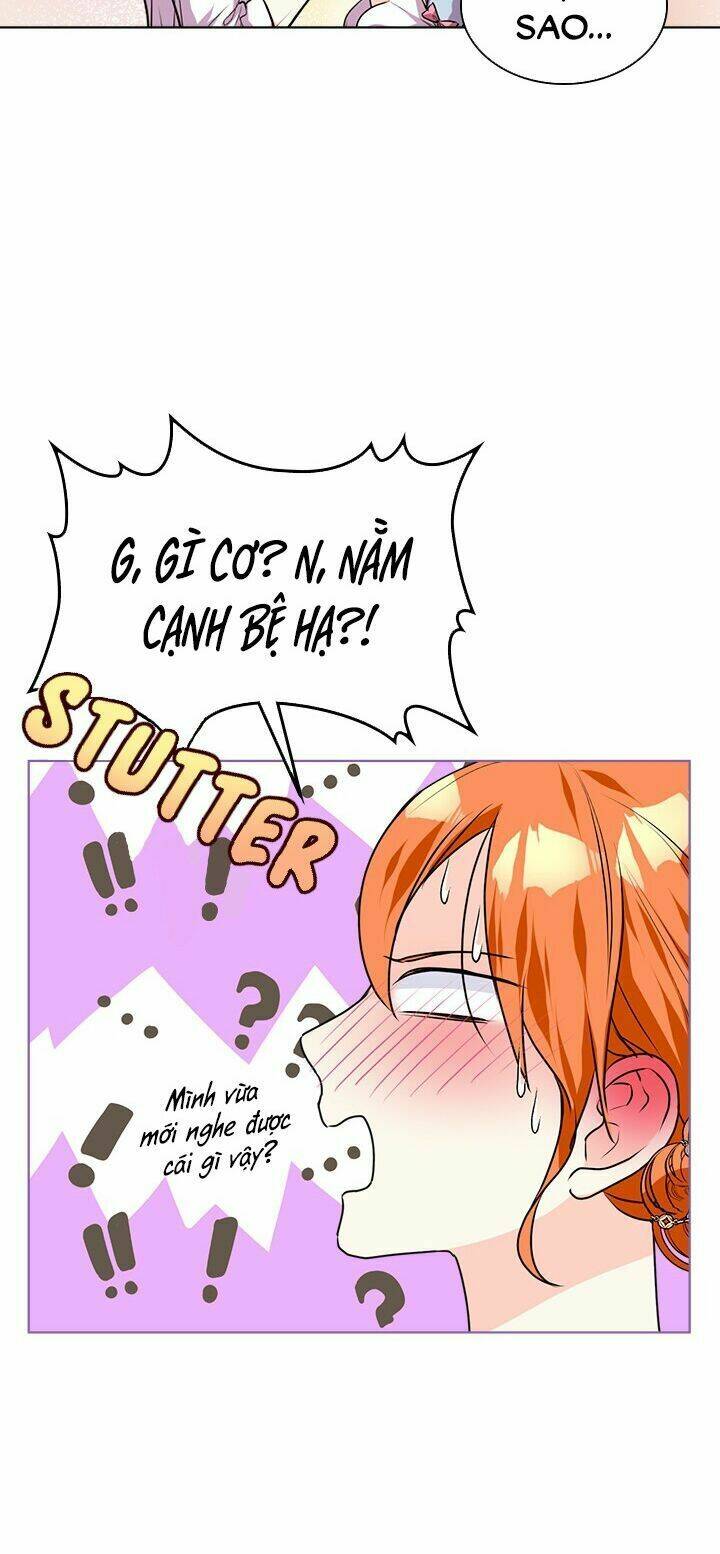 SAO...
G, GÌ CƠ? N, NẰM
CẠNH BỆ HẠ?!
STUTTER
Mình vừa
mới nghe được
cái gì vậy?